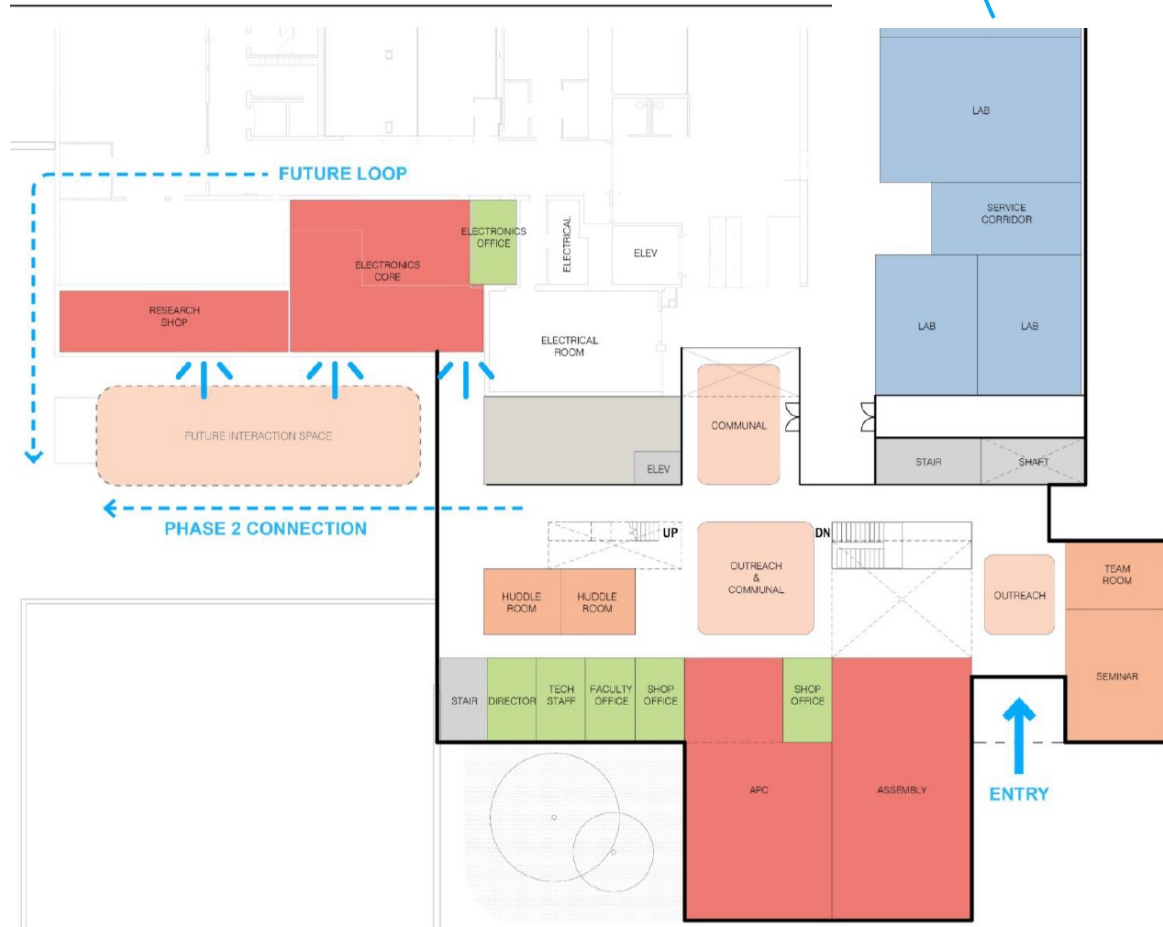 LAB
FUTURE LOOP
SERVICE
CORRIDOR
ELECTRONICS
OFFICE
ELECTRICAL
ELEV
ELECTRONICS
CORE
RESEARCH
SHOP
LAB
LAB
ELECTRICAL
ROOM
FUTURE INTERACTION SPACE
COMMUNAL
ELEV
STAIR
SHAFT
PHASE 2 CONNECTION
UP
DN
OUTREACH
&
COMMUNAL
TEAM
ROOM
HUDDLE
ROOM
HUDDLE
ROOM
OUTREACH
SEMINAR
STAIR
DIRECTOR
TECH
STAFF
FACULTY
OFFICE
SHOP
OFFICE
SHOP
OFFICE
APC
ASSEMBLY
ENTRY